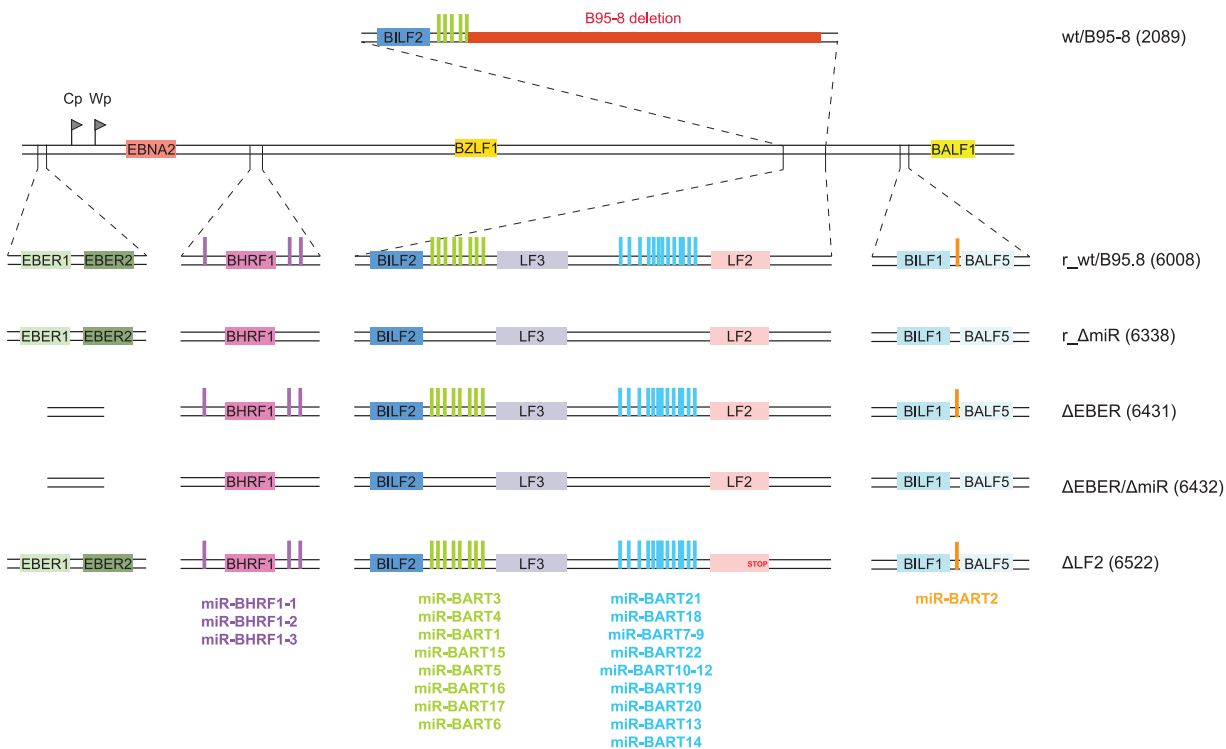 B95-8 deletion
BILF2
wt/B95-8 (2089)
Cp Wp
EBNA2 BZLF1 BALF1
EBER1 EBER2 BHRF1 BILF2 LF3 LF2 BILF1 BALF5 r_wt/B95.8 (6008)
EBER1 EBER2 BHRF1 BILF2 LF3 LF2 BILF1 BALF5 r_ΔmiR (6338)
BHRF1 BILF2 LF3 LF2 BILF1 BALF5 ΔEBER (6431)
BHRF1 BILF2 LF3 LF2 BILF1 BALF5 ΔEBER/ΔmiR (6432)
EBER1 EBER2 BHRF1 BILF2 LF3 STOP BILF1 BALF5 ΔLF2 (6522)
miR-BHRF1-1
miR-BHRF1-2
miR-BHRF1-3
miR-BART3
miR-BART4
miR-BART1
miR-BART15
miR-BART5
miR-BART16
miR-BART17
miR-BART6
miR-BART21
miR-BART18
miR-BART7-9
miR-BART22
miR-BART10-12
miR-BART19
miR-BART20
miR-BART13
miR-BART14
miR-BART2